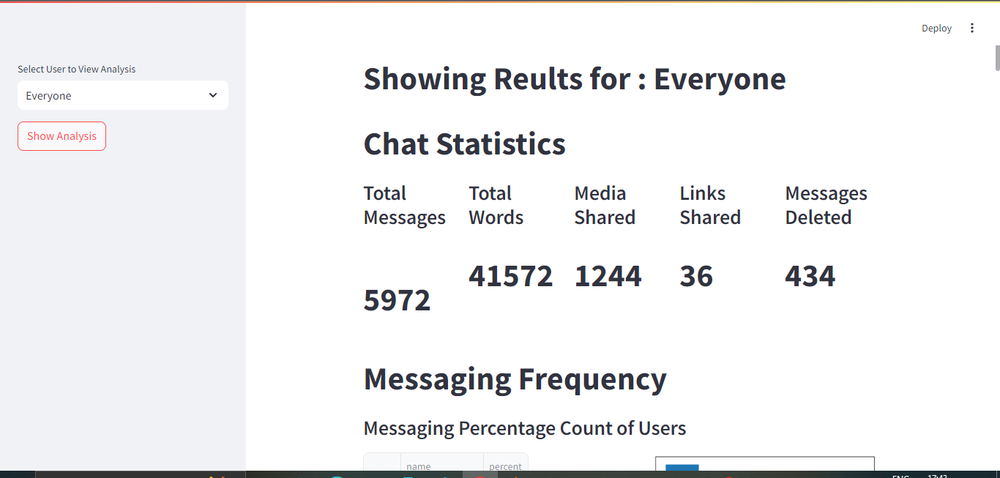 Deploy
Select User to View Analysis
Everyone
Show Analysis
Showing Reults for : Everyone
Chat Statistics
Total Messages
Total Words
Media Shared
Links Shared
Messages Deleted
5972
41572
1244
36
434
Messaging Frequency
Messaging Percentage Count of Users
name
percent
ENG
17:43